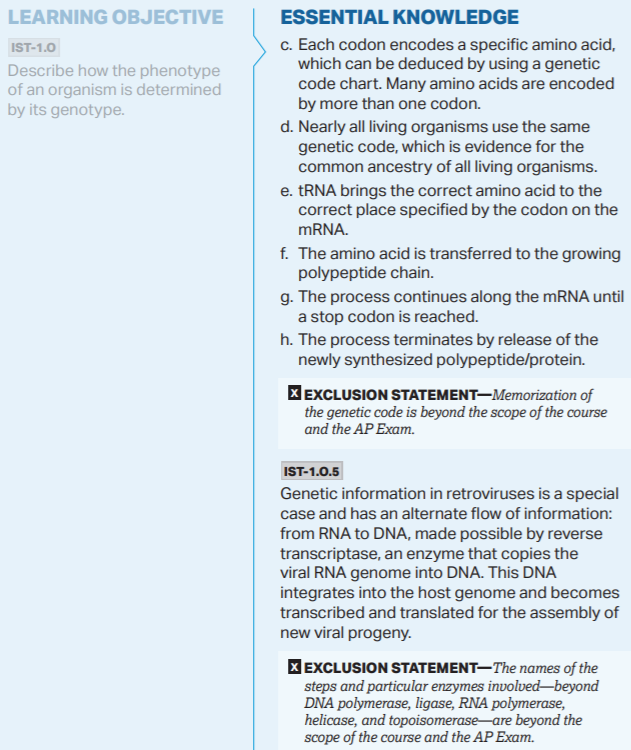 LEARNING OBJECTIVE
IST-1.O
Describe how the phenotype
of an organism is determined
by its genotype.
ESSENTIAL KNOWLEDGE
c. Each codon encodes a specific amino acid,
which can be deduced by using a genetic
code chart. Many amino acids are encoded
by more than one codon.
d. Nearly all living organisms use the same
genetic code, which is evidence for the
common ancestry of all living organisms.
e. tRNA brings the correct amino acid to the
correct place specified by the codon on the
mRNA.
f. The amino acid is transferred to the growing
polypeptide chain.
g. The process continues along the mRNA until
a stop codon is reached.
h. The process terminates by release of the
newly synthesized polypeptide/protein.
X EXCLUSION STATEMENT—Memorization of
the genetic code is beyond the scope of the course
and the AP Exam.
IST-1.O.5
Genetic information in retroviruses is a special
case and has an alternate flow of information:
from RNA to DNA, made possible by reverse
transcriptase, an enzyme that copies the
viral RNA genome into DNA. This DNA
integrates into the host genome and becomes
transcribed and translated for the assembly of
new viral progeny.
X EXCLUSION STATEMENT—The names of the
steps and particular enzymes involved—beyond
DNA polymerase, ligase, RNA polymerase,
helicase, and topoisomerase—are beyond the
scope of the course and the AP Exam.